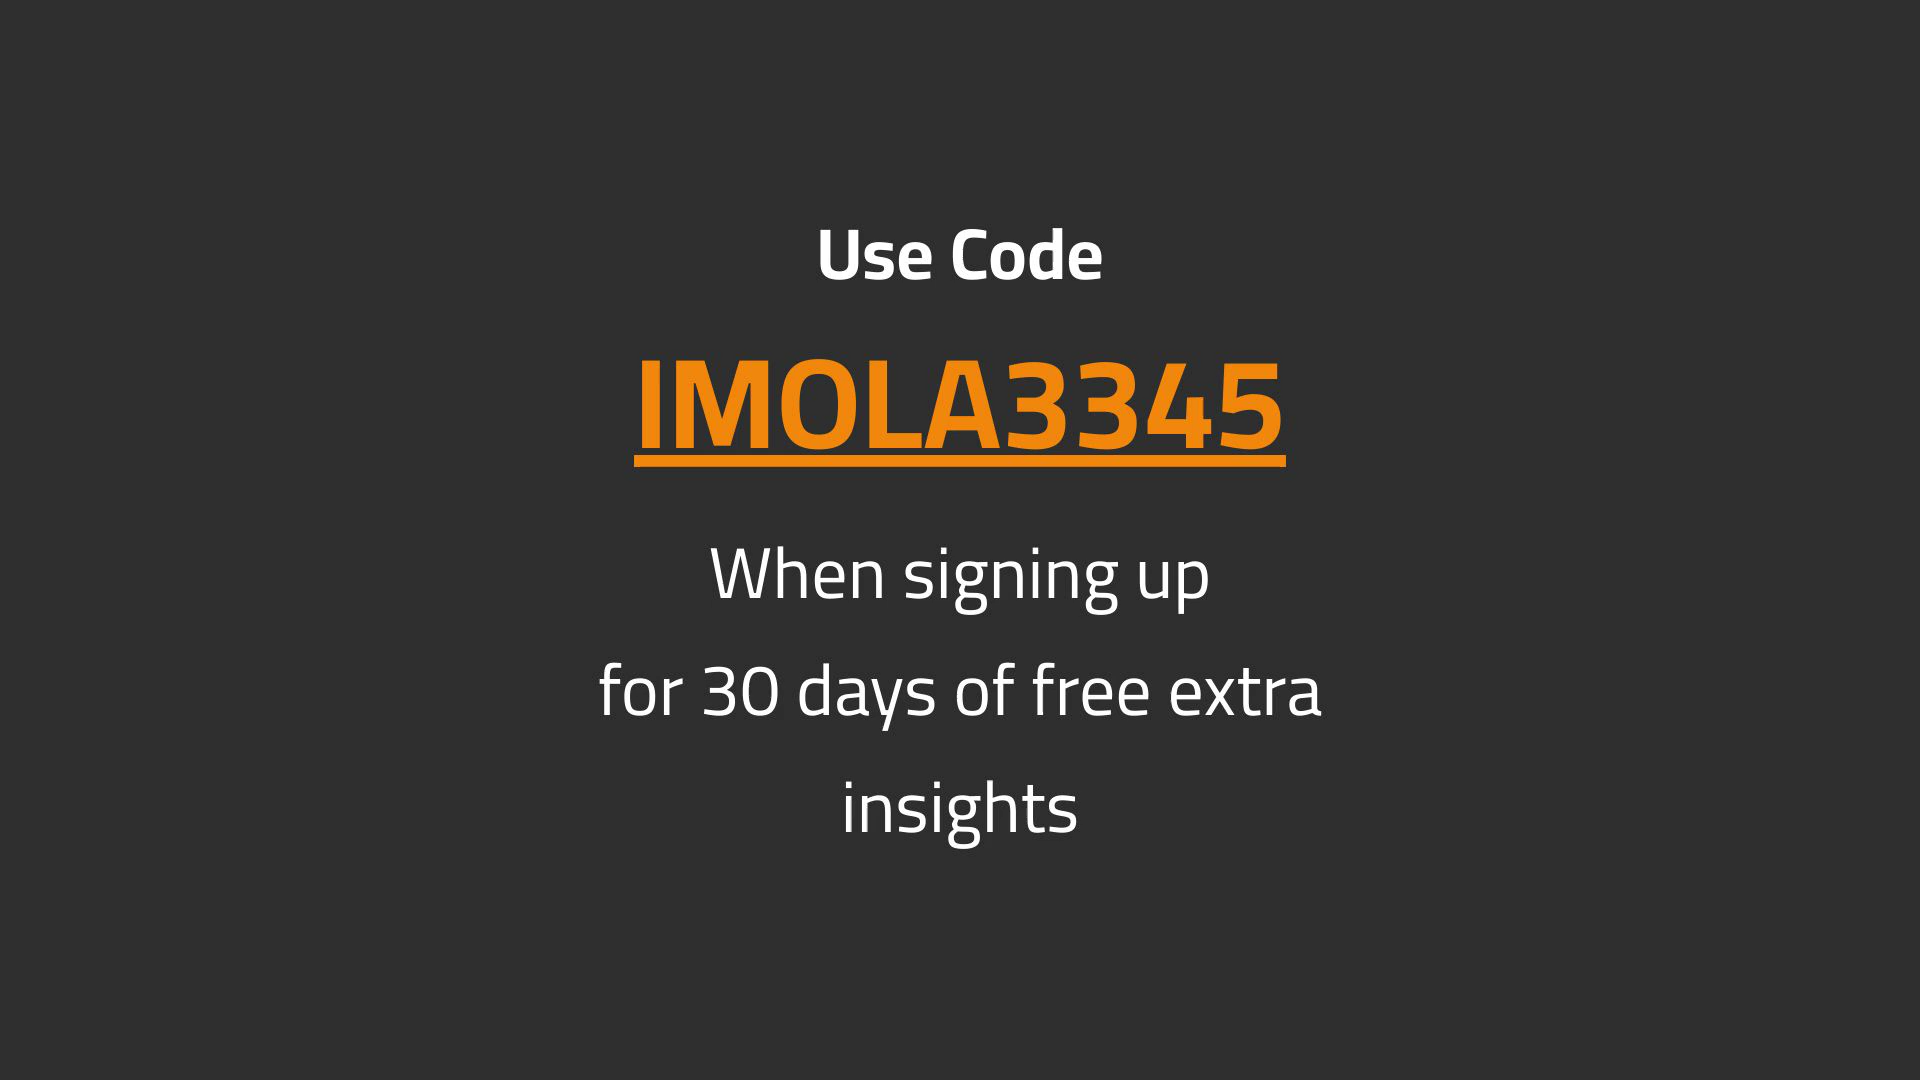 Use Code
IMOLA3345
When signing up
for 30 days of free extra
insights